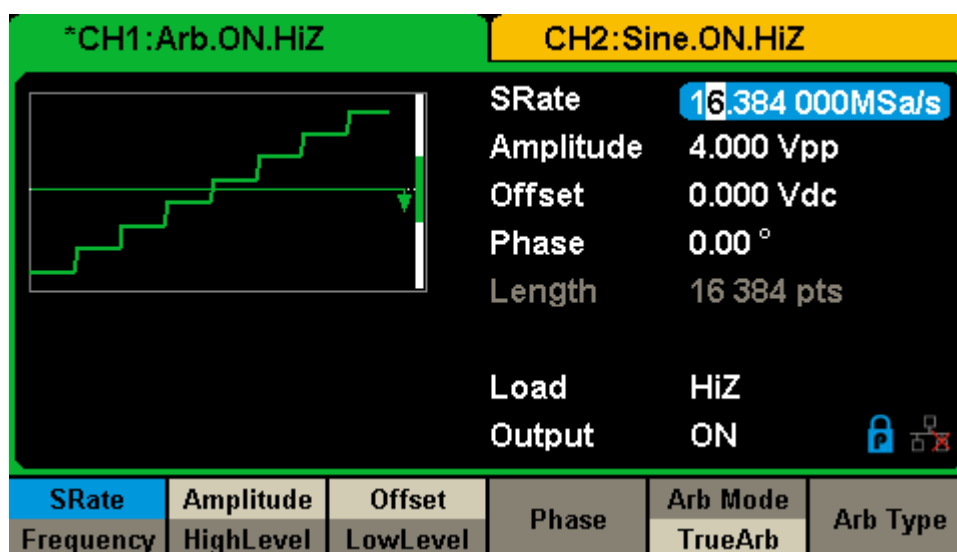 *CH1:Arb.ON.HiZ
CH2:Sine.ON.HiZ
SRate 16.384 000MSa/s
Amplitude 4.000 Vpp
Offset 0.000 Vdc
Phase 0.00 °
Length 16 384 pts
Load HiZ
Output ON
P
SRate Amplitude Offset Phase Arb Mode Arb Type
Frequency HighLevel LowLevel TrueArb